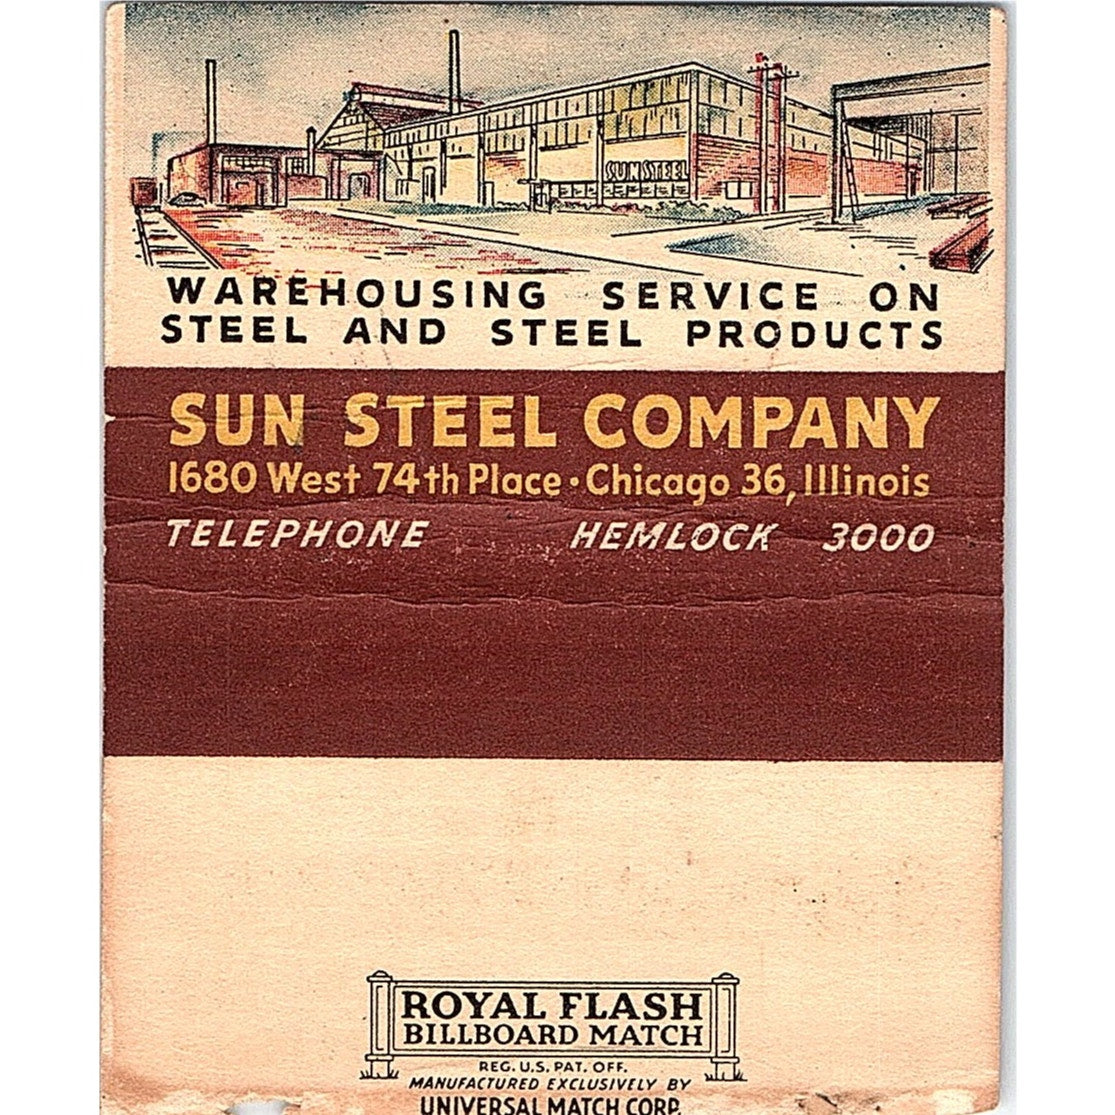 SUN STEEL
WAREHOUSING SERVICE ON
STEEL AND STEEL PRODUCTS
SUN STEEL COMPANY
1680 West 74th Place • Chicago 36, Illinois
TELEPHONE HEMLOCK 3000
ROYAL FLASH
BILLBOARD MATCH
REG. U.S. PAT. OFF.
MANUFACTURED EXCLUSIVELY BY
UNIVERSAL MATCH CORP.